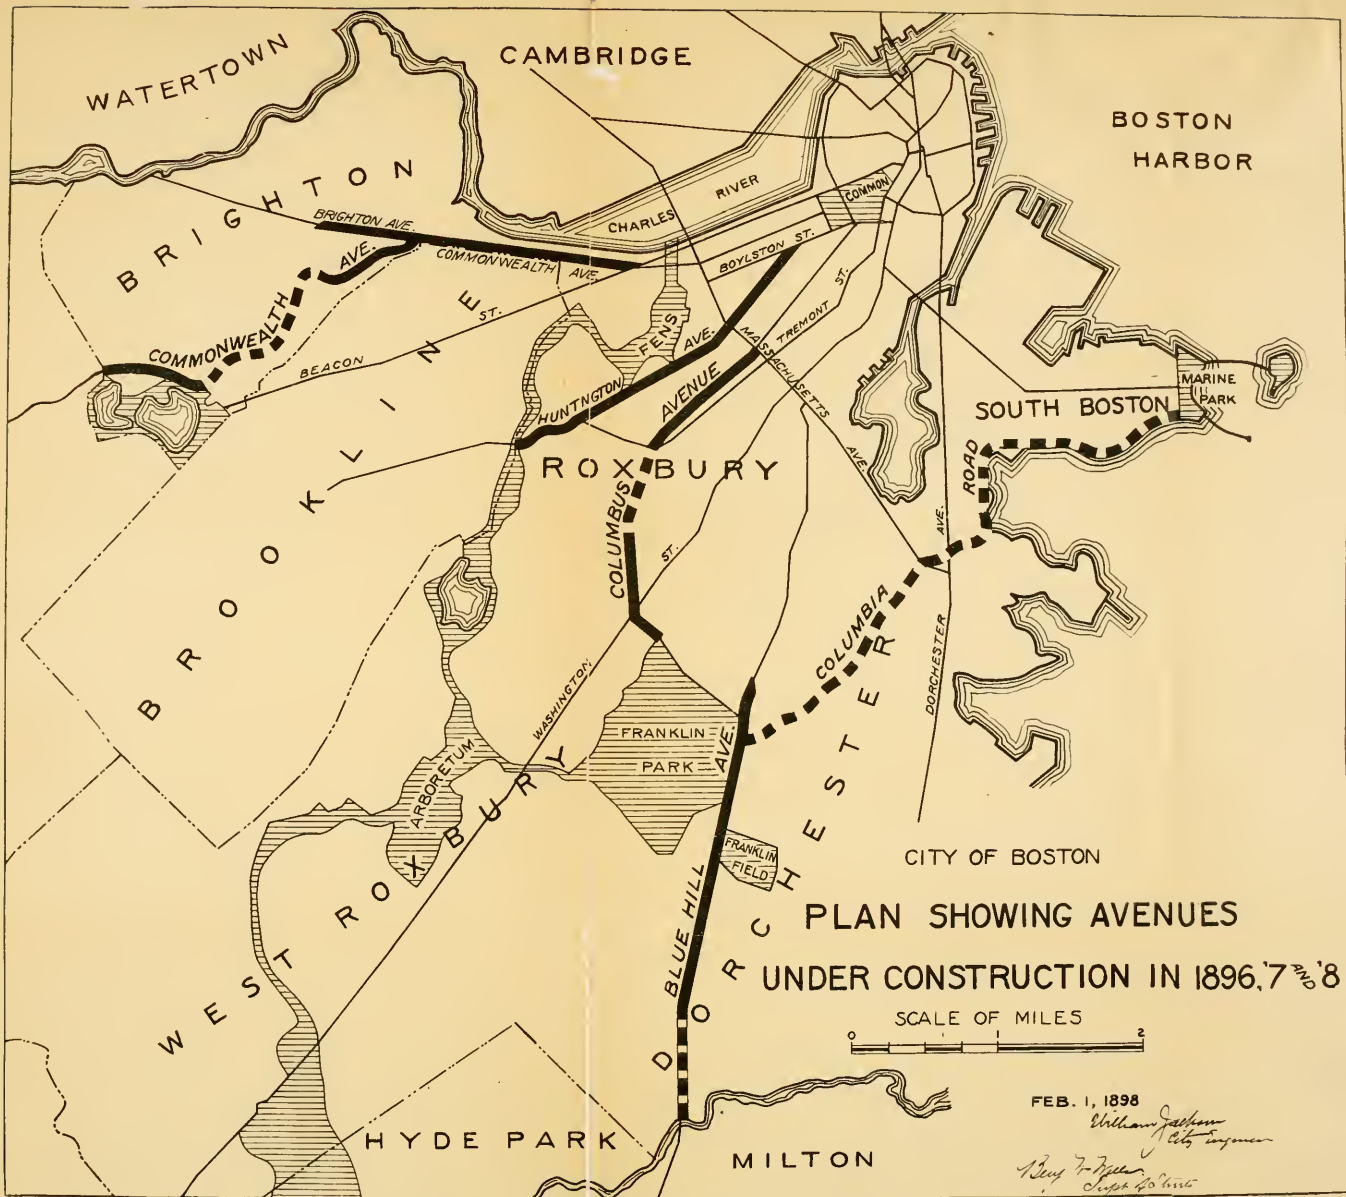 WATERTOWN
CAMBRIDGE
BOSTON
HARBOR
BRIGHTON
CHARLES RIVER
COMMON
BRIGHTON AVE.
COMMONWEALTH AVE.
BOYLSTON ST.
COMMONWEALTH AVE.
BEACON ST.
FENS
HUNTNGTON AVE.
AVENUE
TREMONT ST.
MASSACHUSETTS AVE.
MARINE
PARK
SOUTH BOSTON
ROXBURY
ROAD
BROOKLINE
COLUMBUS
ST.
AVE.
COLUMBIA
DORCHESTER
WASHINGTON
FRANKLIN
PARK
AVE.
ARBORETUM
WEST ROXBURY
FRANKLIN
FIELD
BLUE HILL
DORCHESTER
CITY OF BOSTON
PLAN SHOWING AVENUES
UNDER CONSTRUCTION IN 1896,'7 AND '8
SCALE OF MILES
0 1 2
FEB. 1, 1898
William Jackson
City Engineer
HYDE PARK
MILTON